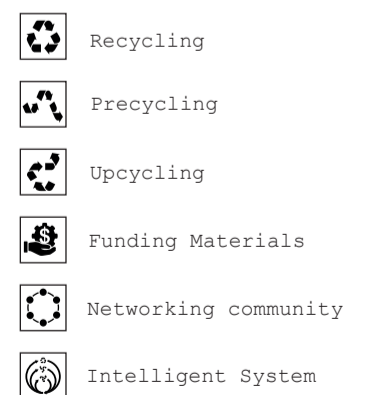 Recycling
Precycling
Upcycling
Funding Materials
Networking community
Intelligent System